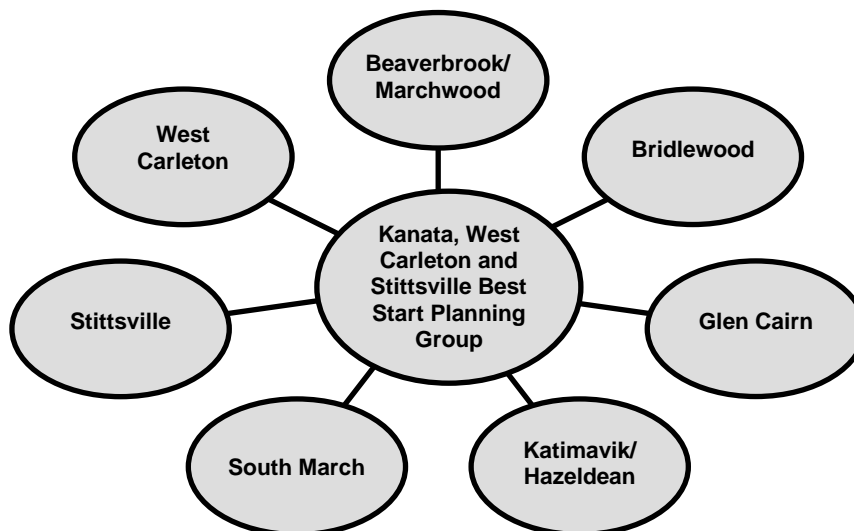 Beaverbrook/
Marchwood
West
Carleton
Bridlewood
Kanata, West
Carleton and
Stittsville Best
Start Planning
Group
Stittsville
Glen Cairn
South March
Katimavik/
Hazeldean